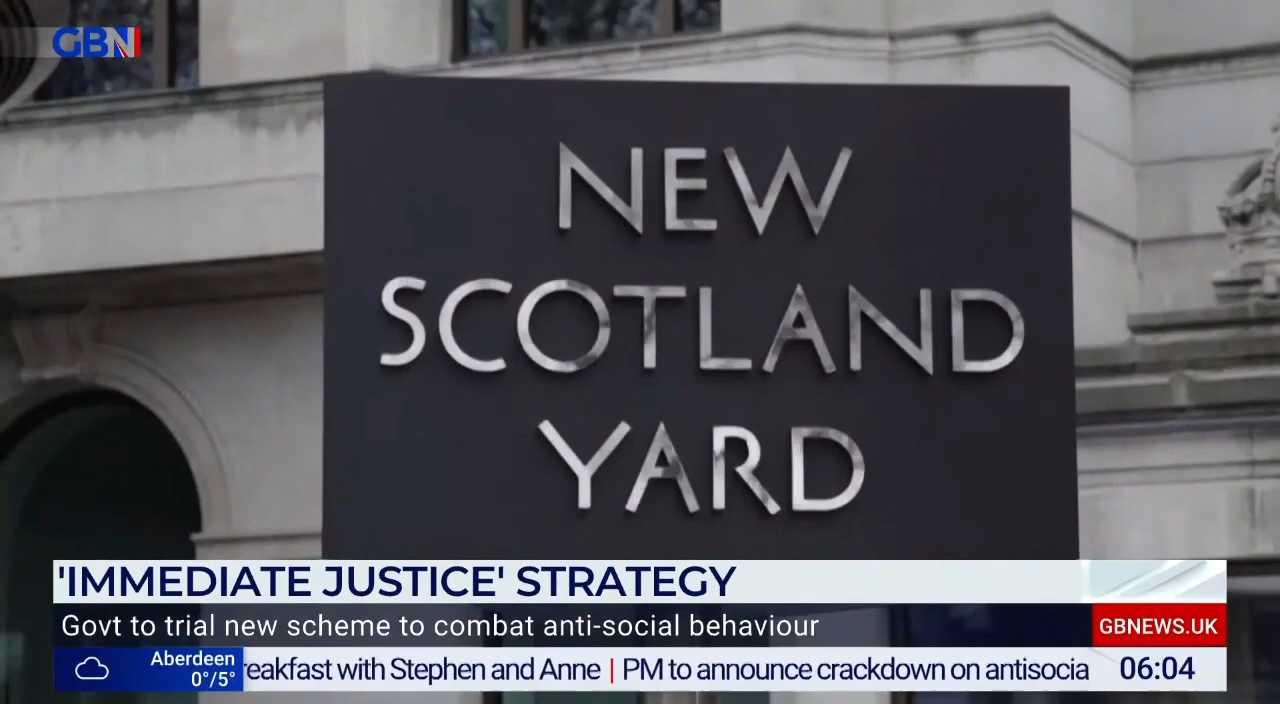 GBN
NEW
SCOTLAND
YARD
'IMMEDIATE JUSTICE' STRATEGY
Govt to trial new scheme to combat anti-social behaviour
GBNEWS.UK
Aberdeen
0°/5°
reakfast with Stephen and Anne | PM to announce crackdown on antisocia
06:04